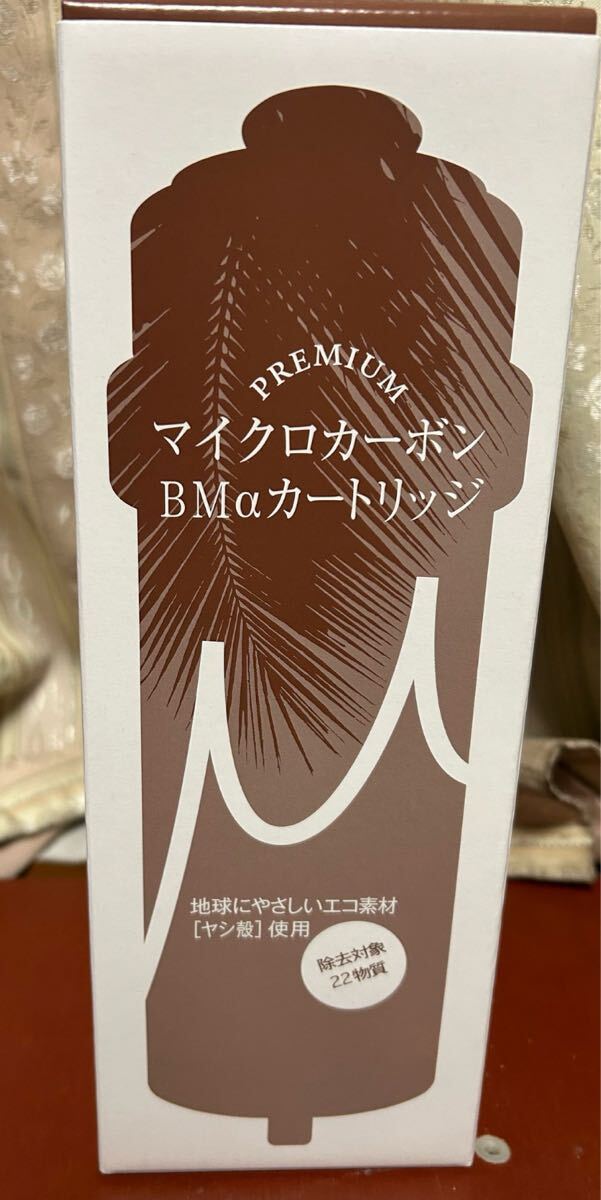 PREMIUM
マイクロカーボン
BMαカートリッジ
地球にやさしいエコ素材
［ヤシ殻］使用
除去対象
22物質